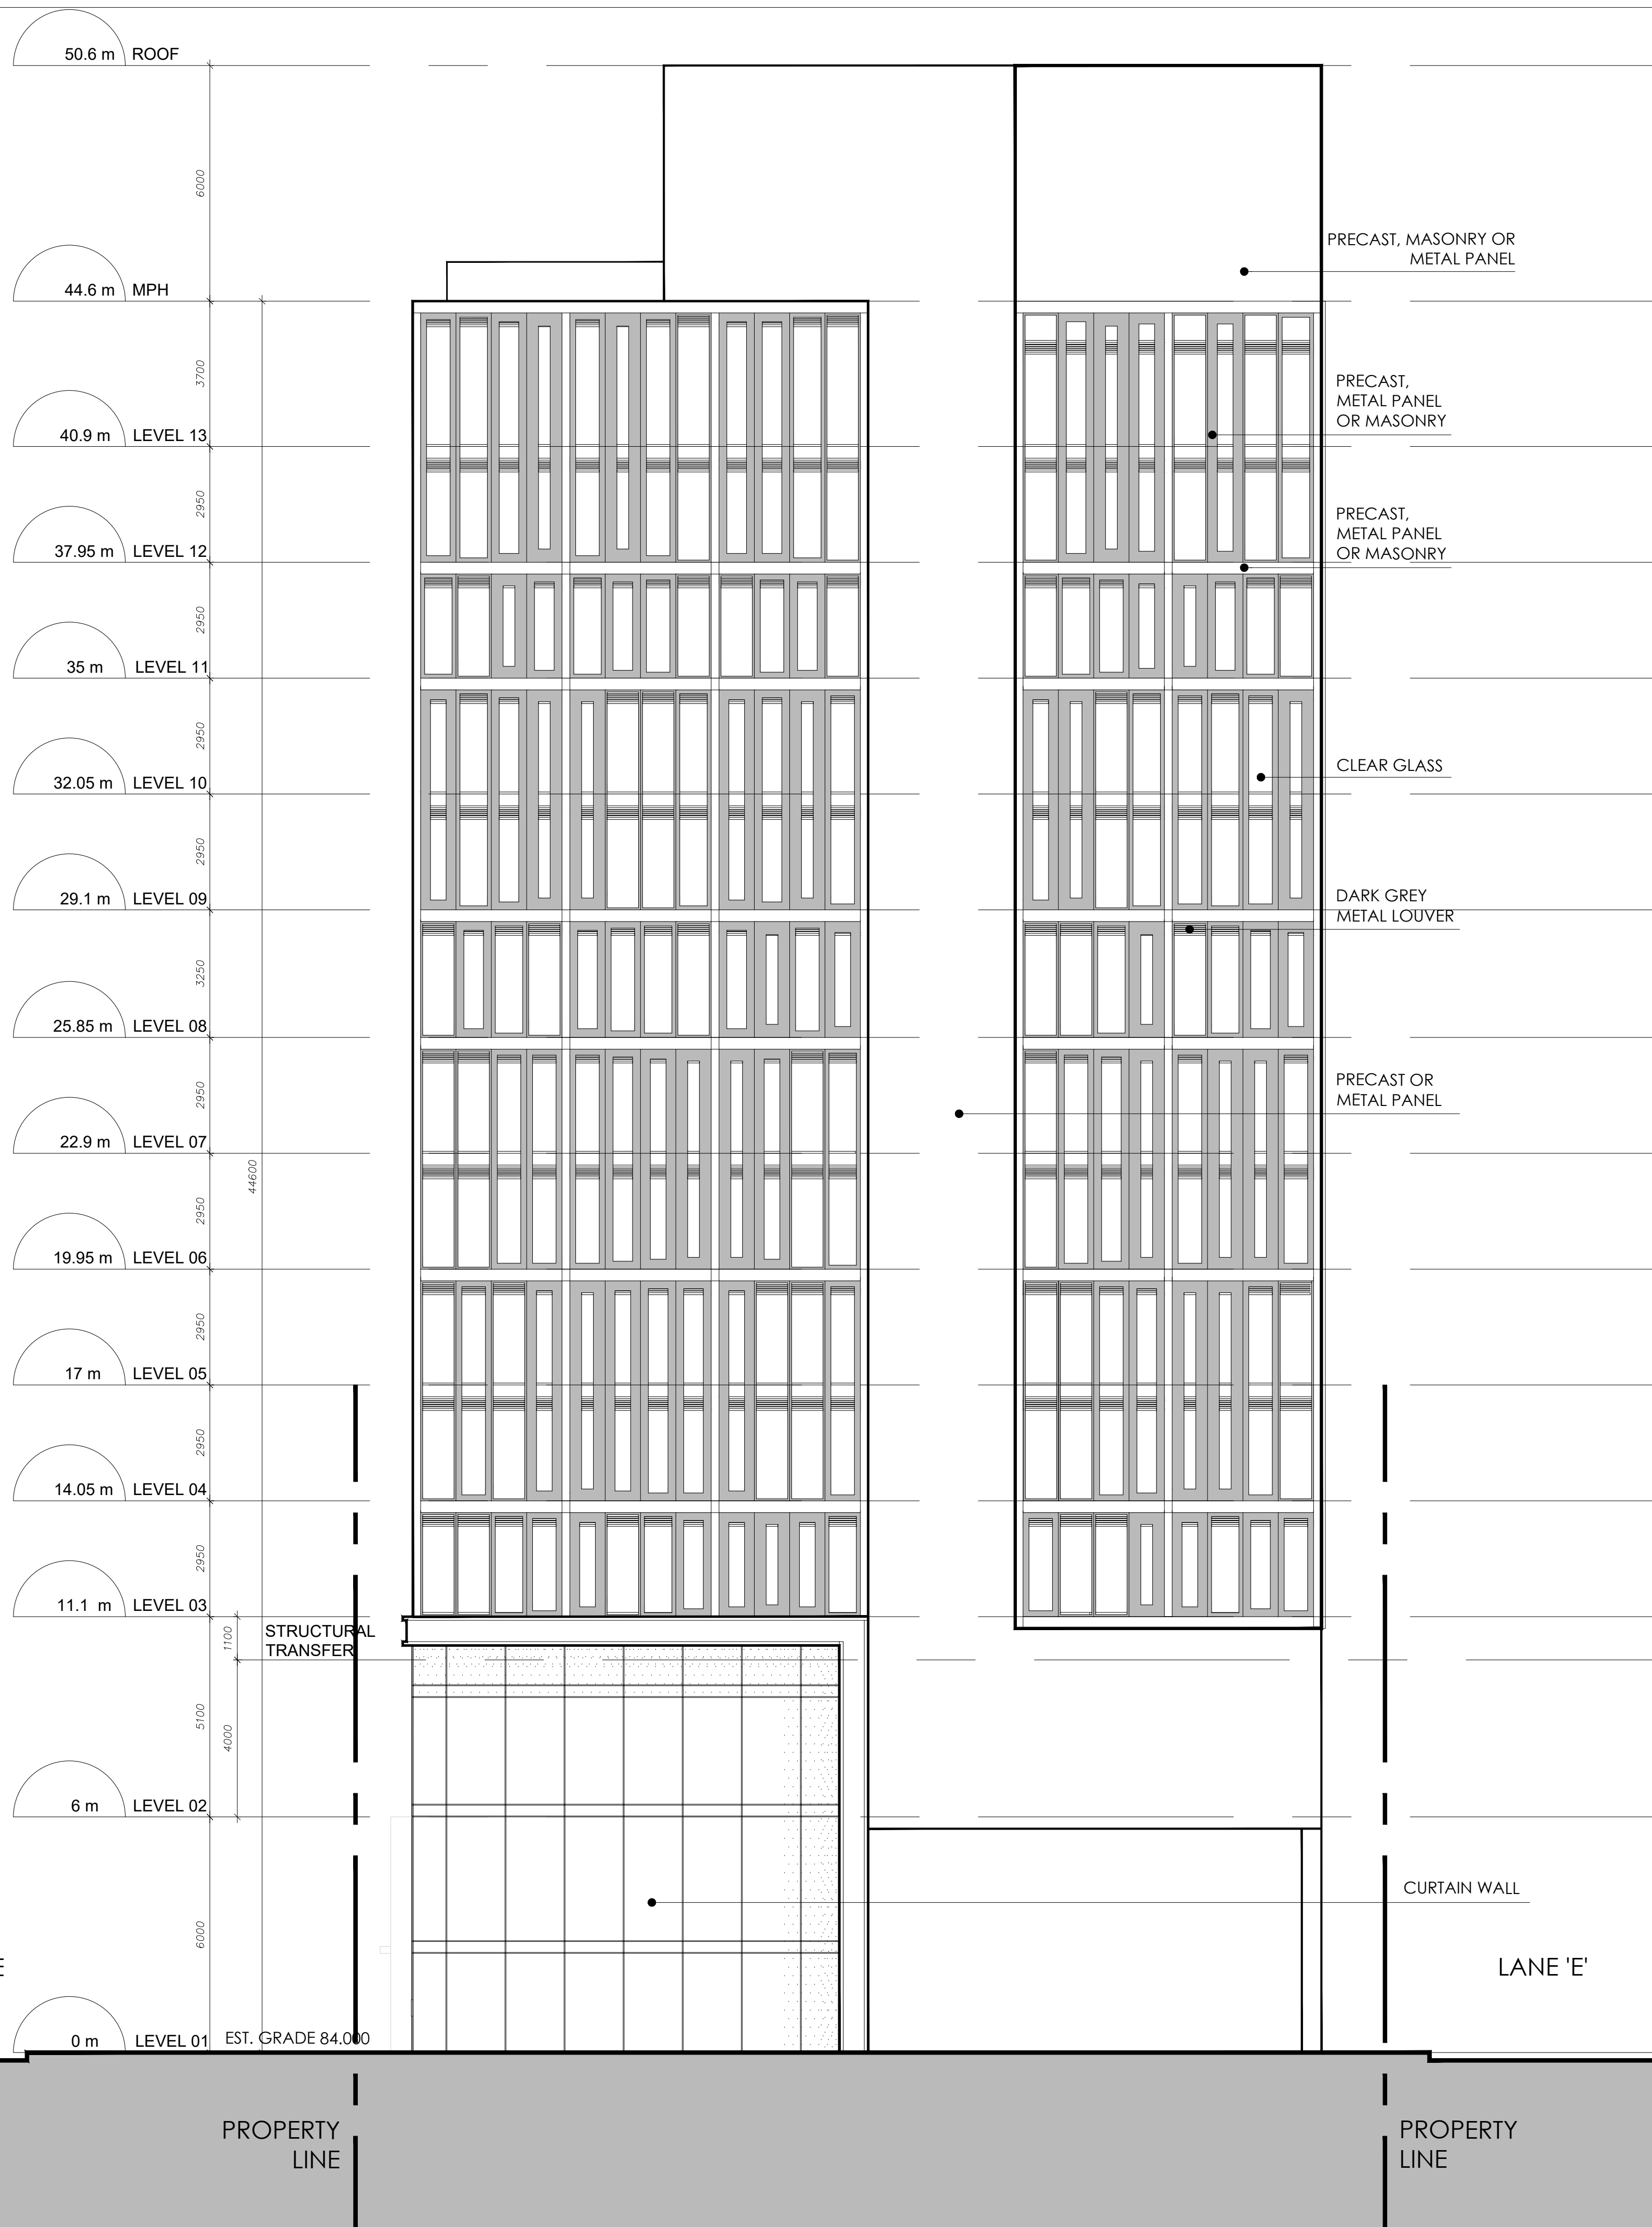 50.6 m ROOF
6000
PRECAST, MASONRY OR
METAL PANEL
44.6 m MPH
3700
PRECAST,
METAL PANEL
OR MASONRY
40.9 m LEVEL 13
2950
PRECAST,
METAL PANEL
OR MASONRY
37.95 m LEVEL 12
2950
35 m LEVEL 11
2950
CLEAR GLASS
32.05 m LEVEL 10
2950
DARK GREY
METAL LOUVER
29.1 m LEVEL 09
3250
25.85 m LEVEL 08
2950
PRECAST OR
METAL PANEL
22.9 m LEVEL 07
44600
2950
19.95 m LEVEL 06
2950
17 m LEVEL 05
2950
14.05 m LEVEL 04
2950
11.1 m LEVEL 03
1100
STRUCTURAL
TRANSFER
5100
4000
6 m LEVEL 02
CURTAIN WALL
6000
E
LANE 'E'
0 m LEVEL 01
EST. GRADE 84.000
PROPERTY
LINE
PROPERTY
LINE